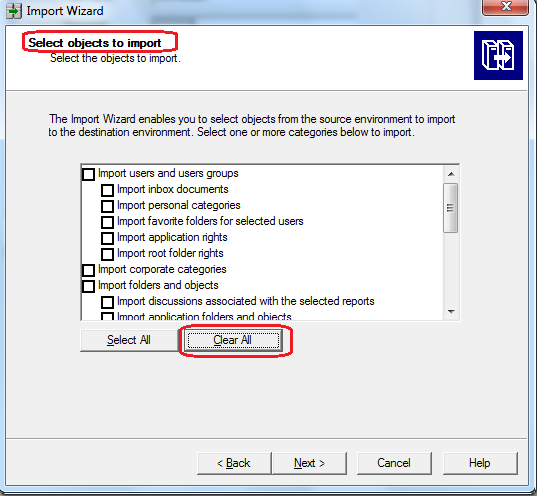 Import Wizard
Select objects to import
Select the objects to import.
The Import Wizard enables you to select objects from the source environment to import
to the destination environment. Select one or more categories below to import.
Import users and users groups
Import inbox documents
Import personal categories
Import favorite folders for selected users
Import application rights
Import root folder rights
Import corporate categories
Import folders and objects
Import discussions associated with the selected reports
Import application folders and objects
Select All
Clear All
< Back
Next >
Cancel
Help